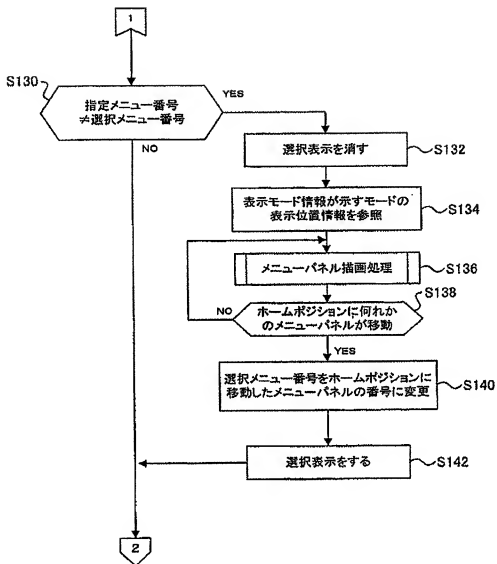 1
S130
指定メニュー番号
≠選択メニュー番号
YES
NO
選択表示を消す
S132
表示モード情報が示すモードの
表示位置情報を参照
S134
メニューパネル描画処理
S136
S138
ホームポジションに何れか
のメニューパネルが移動
NO
YES
選択メニュー番号をホームポジションに
移動したメニューパネルの番号に変更
S140
選択表示をする
S142
2